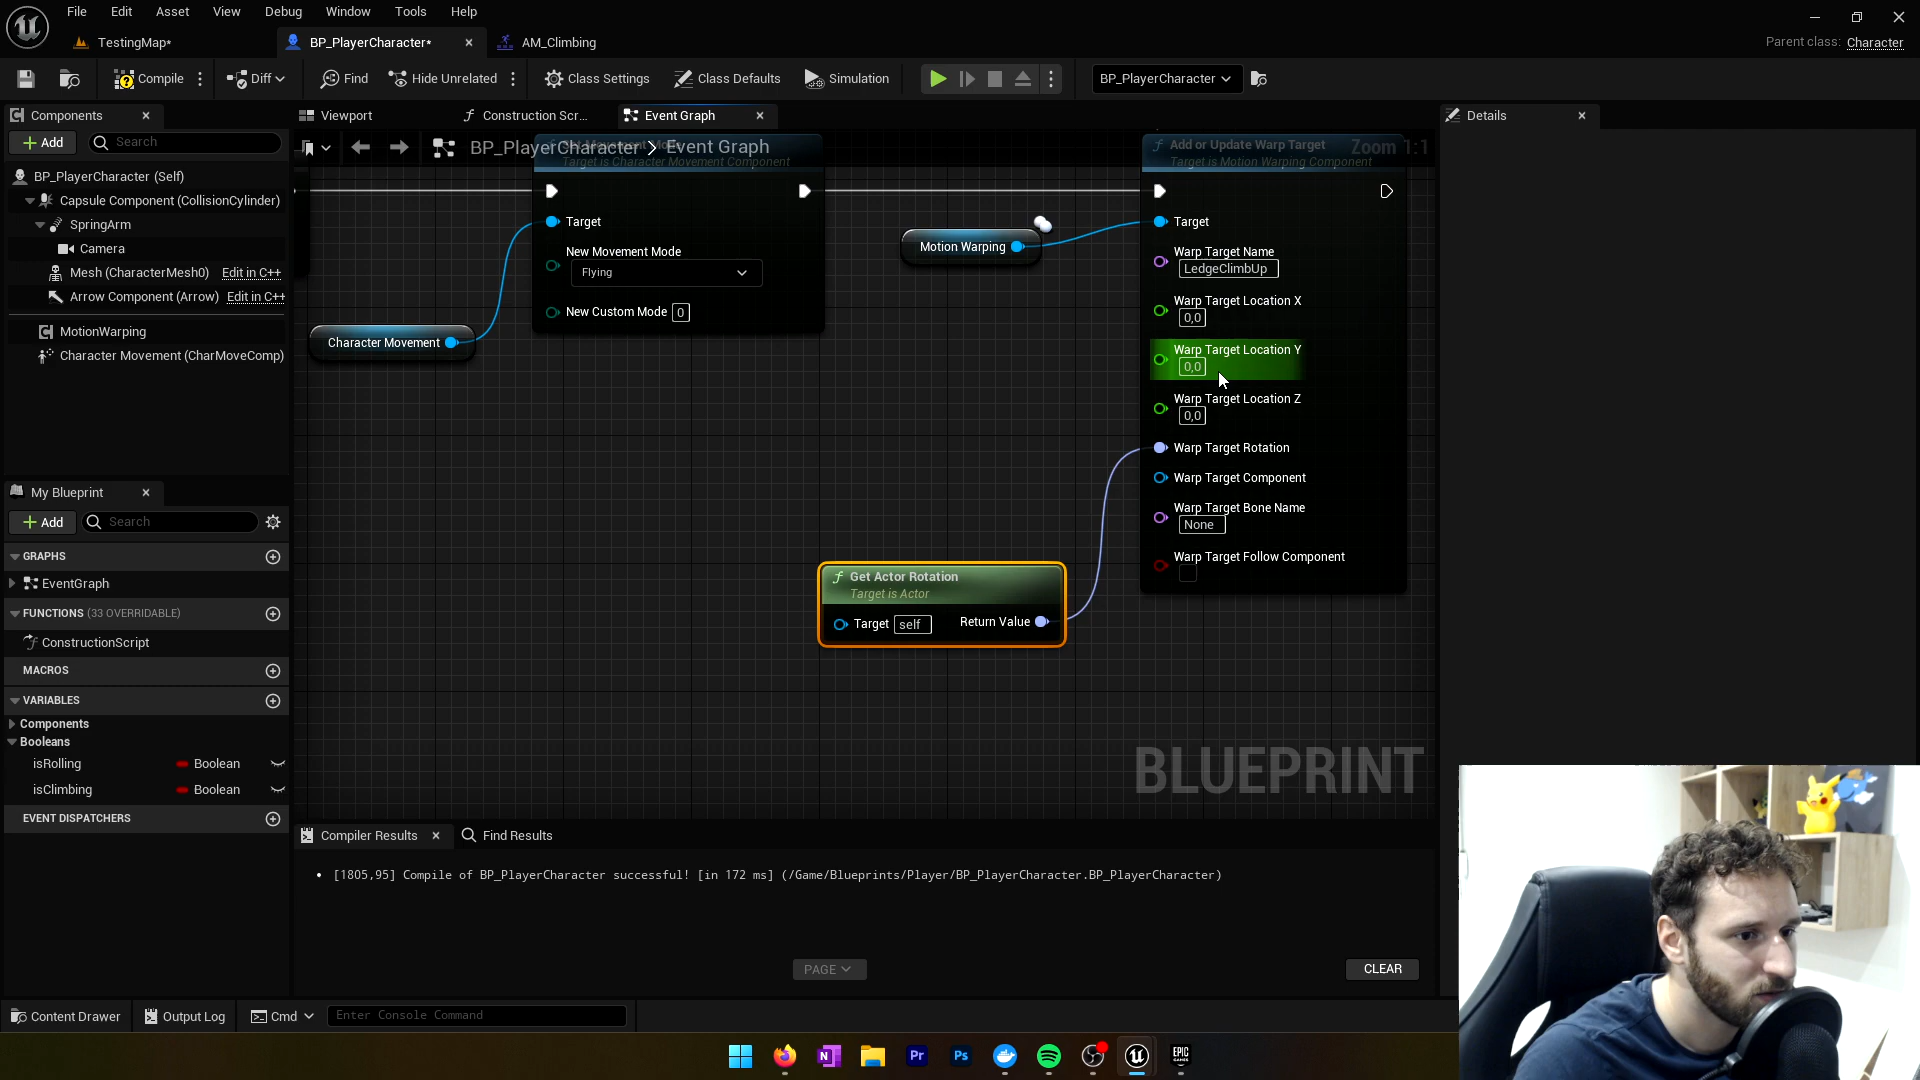 File Edit Asset View Debug Window Tools Help
TestingMap* BP_PlayerCharacter* AM_Climbing
Parent class: Character
Compile Diff Find Hide Unrelated Class Settings Class Defaults Simulation BP_PlayerCharacter
Components Viewport Construction Scr... Event Graph Details
Add Search
BP_PlayerCharacter Event Graph
Zoom 1:1
BP_PlayerCharacter (Self)
Capsule Component (CollisionCylinder)
SpringArm
Camera
Mesh (CharacterMesh0) Edit in C++
Arrow Component (Arrow) Edit in C++
MotionWarping
Character Movement (CharMoveComp)
Target is Character Movement Component
Target
New Movement Mode
Flying
New Custom Mode 0
Character Movement
Motion Warping
Add or Update Warp Target
Target is Motion Warping Component
Target
Warp Target Name
LedgeClimbUp
Warp Target Location X
0,0
Warp Target Location Y
0,0
Warp Target Location Z
0,0
Warp Target Rotation
Warp Target Component
Warp Target Bone Name
None
Warp Target Follow Component
Get Actor Rotation
Target is Actor
Target self Return Value
BLUEPRINT
My Blueprint
Add Search
GRAPHS
EventGraph
FUNCTIONS (33 OVERRIDABLE)
ConstructionScript
MACROS
VARIABLES
Components
Booleans
isRolling Boolean
isClimbing Boolean
EVENT DISPATCHERS
Compiler Results Find Results
[1805,95] Compile of BP_PlayerCharacter successful! [in 172 ms] (/Game/Blueprints/Player/BP_PlayerCharacter.BP_PlayerCharacter)
PAGE CLEAR
Content Drawer Output Log Cmd Enter Console Command
N Pr Ps EPIC GAMES